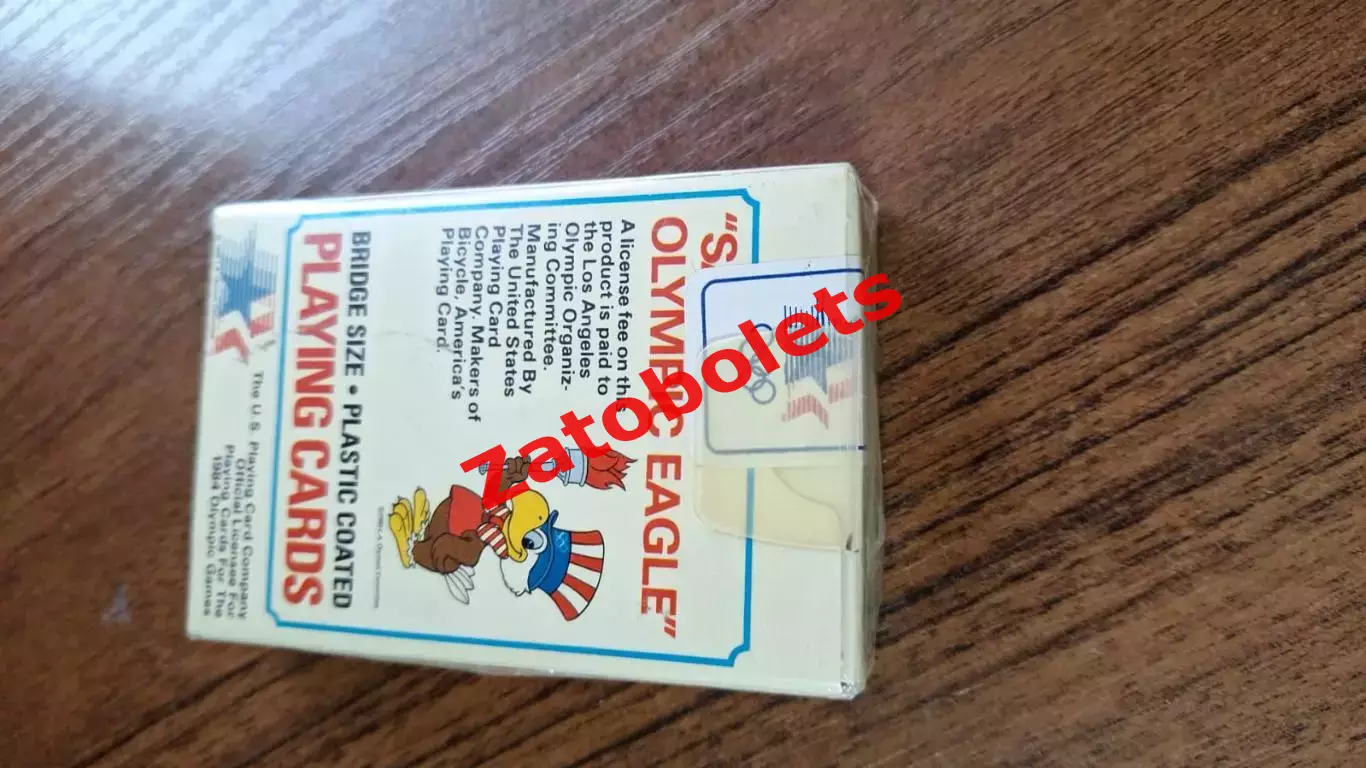 OLYMPIC EAGLE"
A license fee on this
product is paid to
the Los Angeles
Olympic Organiz-
ing Committee.
Manufactured By
The United States
Playing Card
Company. Makers of
Bicycle, America's
Playing Card.
BRIDGE SIZE • PLASTIC COATED
PLAYING CARDS
The U.S. Playing Card Company
Official Licensee For
Playing Cards For The
1984 Olympic Games
Zatobolets